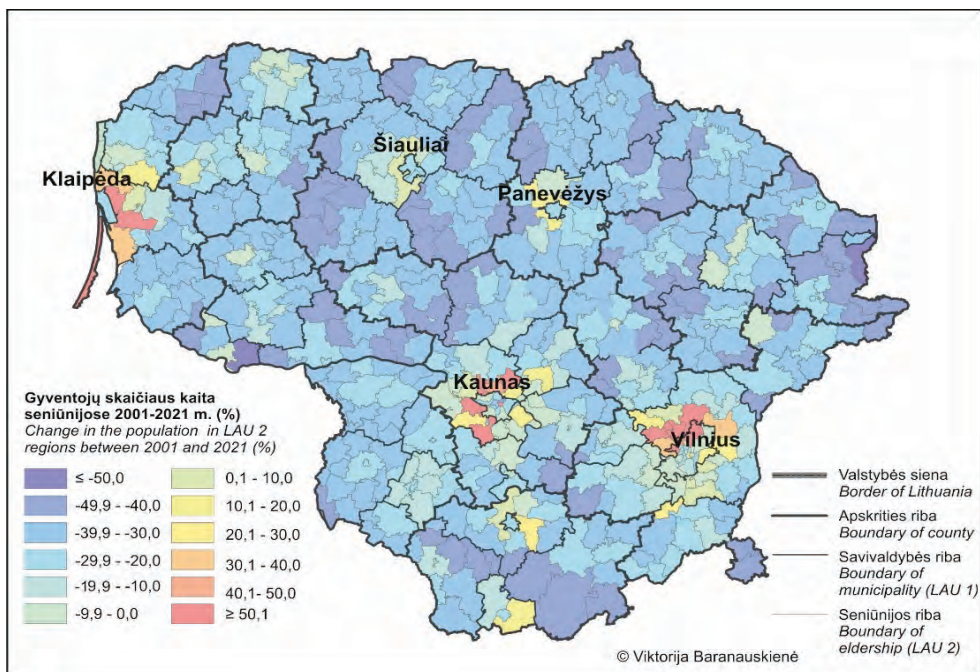 Šiauliai
Klaipėda
Panevėžys
Kaunas
Vilnius
Gyventojų skaičiaus kaita
seniūnijose 2001-2021 m. (%)
Change in the population in LAU 2
regions between 2001 and 2021 (%)
≤ -50,0
-49,9 - -40,0
-39,9 - -30,0
-29,9 - -20,0
-19,9 - -10,0
-9,9 - 0,0
0,1 - 10,0
10,1 - 20,0
20,1 - 30,0
30,1 - 40,0
40,1- 50,0
≥ 50,1
Valstybės siena
Border of Lithuania
Apskrities riba
Boundary of county
Savivaldybės riba
Boundary of
municipality (LAU 1)
Seniūnijos riba
Boundary of
eldership (LAU 2)
© Viktorija Baranauskienė